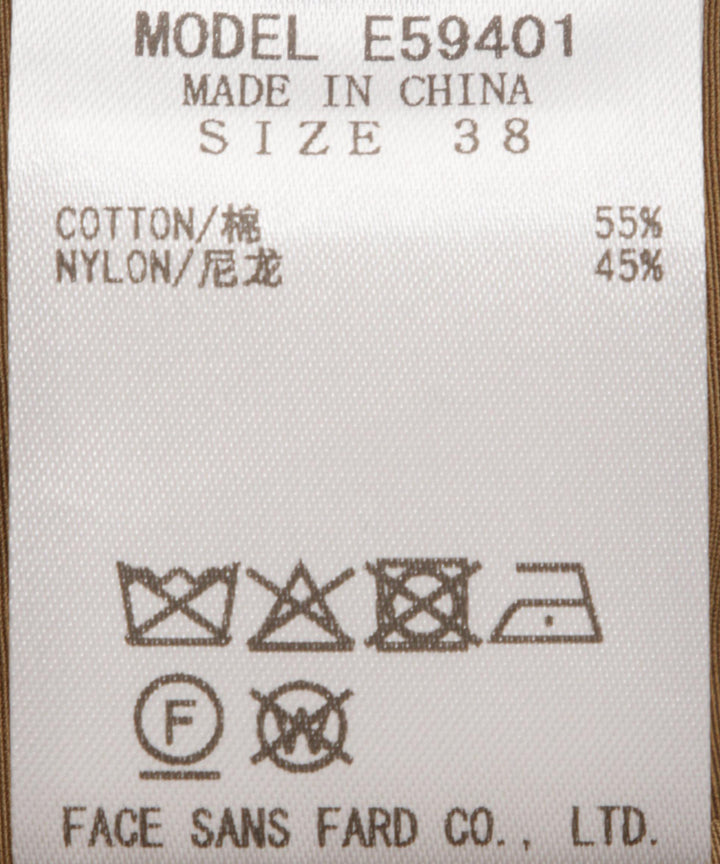 MODEL E59401
MADE IN CHINA
SIZE 38
COTTON/棉 55%
NYLON/尼龙 45%
F
W
FACE SANS FARD CO., LTD.